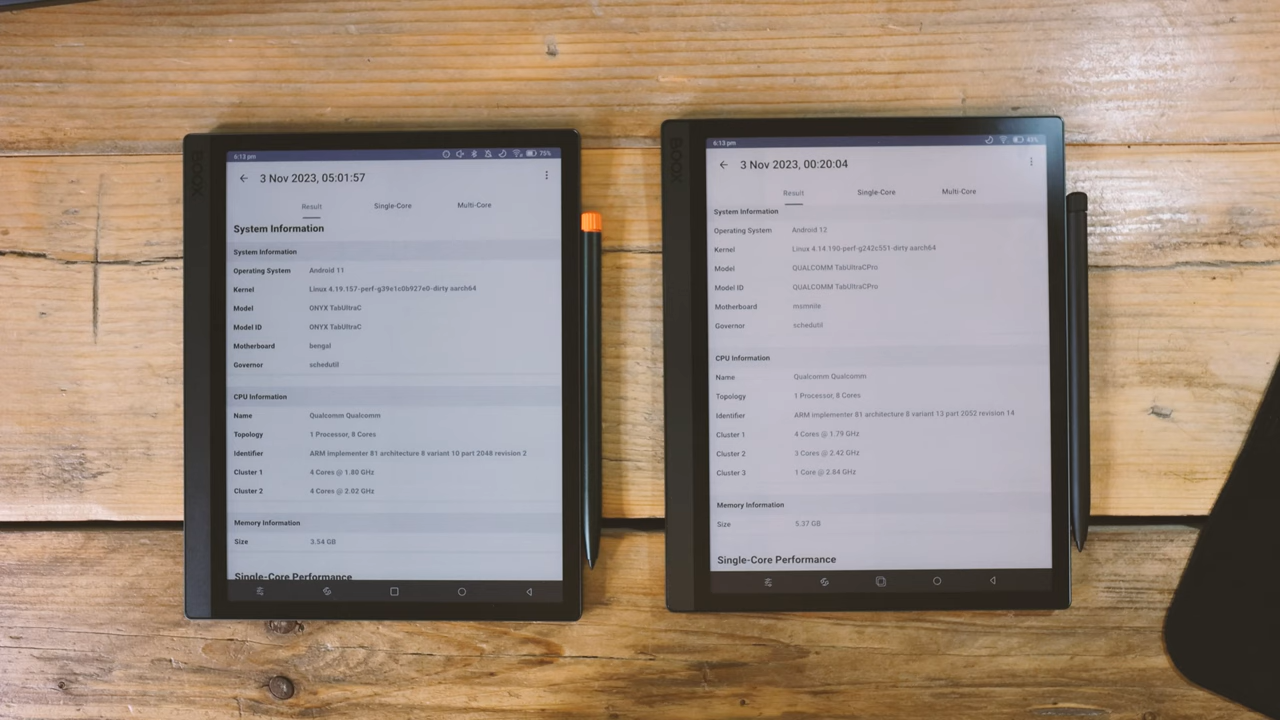 BOOX
6:13 pm 75%
3 Nov 2023, 05:01:57
Result Single-Core Multi-Core
System Information
System Information
Operating System Android 11
Kernel Linux 4.19.157-perf-g39e1c0b927e0-dirty aarch64
Model ONYX TabUltraC
Model ID ONYX TabUltraC
Motherboard bengal
Governor schedutil
CPU Information
Name Qualcomm Qualcomm
Topology 1 Processor, 8 Cores
Identifier ARM implementer 81 architecture 8 variant 10 part 2048 revision 2
Cluster 1 4 Cores @ 1.80 GHz
Cluster 2 4 Cores @ 2.02 GHz
Memory Information
Size 3.54 GB
Single-Core Performance
BOOX
6:13 pm 43%
3 Nov 2023, 00:20:04
Result Single-Core Multi-Core
System Information
Operating System Android 12
Kernel Linux 4.14.190-perf-g242c551-dirty aarch64
Model QUALCOMM TabUltraCPro
Model ID QUALCOMM TabUltraCPro
Motherboard msmnile
Governor schedutil
CPU Information
Name Qualcomm Qualcomm
Topology 1 Processor, 8 Cores
Identifier ARM implementer 81 architecture 8 variant 13 part 2052 revision 14
Cluster 1 4 Cores @ 1.79 GHz
Cluster 2 3 Cores @ 2.42 GHz
Cluster 3 1 Core @ 2.84 GHz
Memory Information
Size 5.37 GB
Single-Core Performance